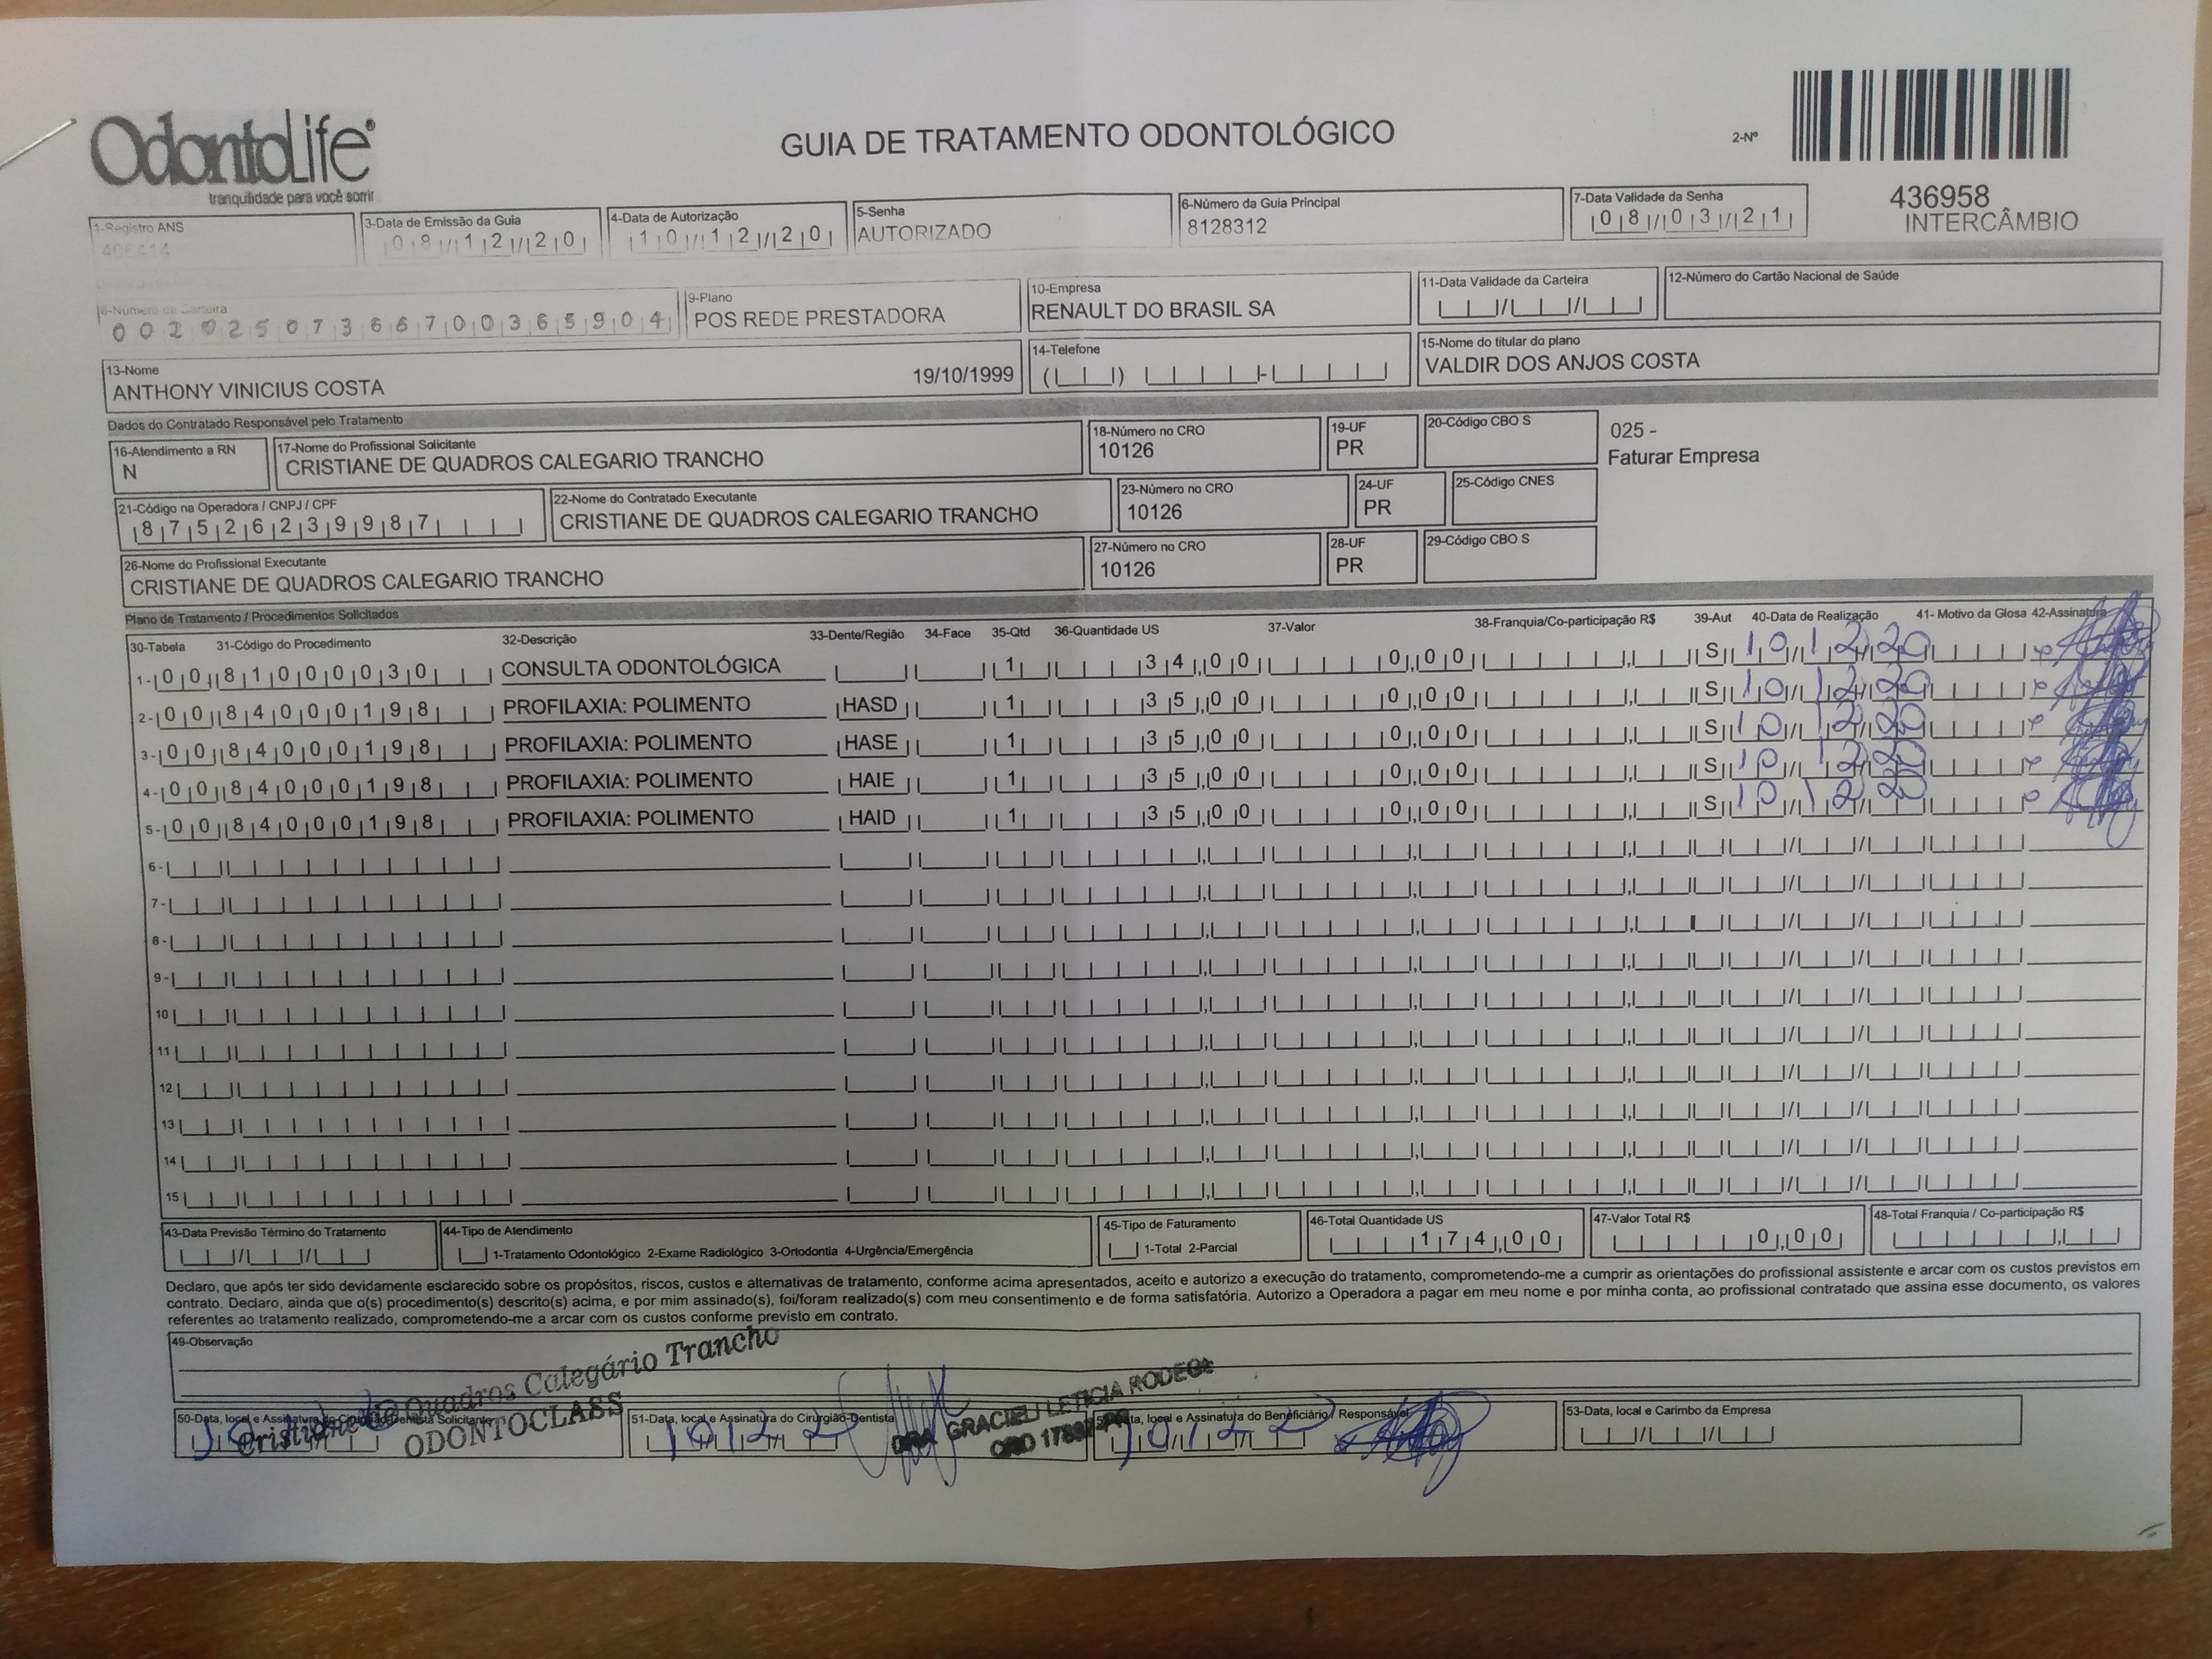 OdontoLife®
tranquilidade para você sorrir
GUIA DE TRATAMENTO ODONTOLÓGICO
2-Nº
436958
INTERCÂMBIO
1-Registro ANS 3-Data de Emissão da Guia 4-Data de Autorização 5-Senha 6-Número da Guia Principal 7-Data Validade da Senha
406414 08/12/20 10/12/20 AUTORIZADO 8128312 08/03/21
8-Número da Carteira 9-Plano 10-Empresa 11-Data Validade da Carteira 12-Número do Cartão Nacional de Saúde
00202507366700365904 POS REDE PRESTADORA RENAULT DO BRASIL SA
13-Nome 14-Telefone 15-Nome do titular do plano
ANTHONY VINICIUS COSTA 19/10/1999 VALDIR DOS ANJOS COSTA
Dados do Contratado Responsável pelo Tratamento
16-Atendimento a RN 17-Nome do Profissional Solicitante 18-Número no CRO 19-UF 20-Código CBO S 025 -
N CRISTIANE DE QUADROS CALEGARIO TRANCHO 10126 PR Faturar Empresa
21-Código na Operadora / CNPJ / CPF 22-Nome do Contratado Executante 23-Número no CRO 24-UF 25-Código CNES
87526239987 CRISTIANE DE QUADROS CALEGARIO TRANCHO 10126 PR
26-Nome do Profissional Executante 27-Número no CRO 28-UF 29-Código CBO S
CRISTIANE DE QUADROS CALEGARIO TRANCHO 10126 PR
Plano de Tratamento / Procedimentos Solicitados
30-Tabela 31-Código do Procedimento 32-Descrição 33-Dente/Região 34-Face 35-Qtd 36-Quantidade US 37-Valor 38-Franquia/Co-participação R$ 39-Aut 40-Data de Realização 41- Motivo da Glosa 42-Assinatura
1- 00 81000030 CONSULTA ODONTOLÓGICA 1 34,00 0,00 S 10/12/20
2- 00 84000198 PROFILAXIA: POLIMENTO HASD 1 35,00 0,00 S 10/12/20
3- 00 84000198 PROFILAXIA: POLIMENTO HASE 1 35,00 0,00 S 10/12/20
4- 00 84000198 PROFILAXIA: POLIMENTO HAIE 1 35,00 0,00 S 10/12/20
5- 00 84000198 PROFILAXIA: POLIMENTO HAID 1 35,00 0,00 S 10/12/20
6-
7-
8-
9-
10
11
12
13
14
15
43-Data Previsão Término do Tratamento 44-Tipo de Atendimento 45-Tipo de Faturamento 46-Total Quantidade US 47-Valor Total R$ 48-Total Franquia / Co-participação R$
1-Tratamento Odontológico 2-Exame Radiológico 3-Ortodontia 4-Urgência/Emergência 1-Total 2-Parcial 174,00 0,00
Declaro, que após ter sido devidamente esclarecido sobre os propósitos, riscos, custos e alternativas de tratamento, conforme acima apresentados, aceito e autorizo a execução do tratamento, comprometendo-me a cumprir as orientações do profissional assistente e arcar com os custos previstos em
contrato. Declaro, ainda que o(s) procedimento(s) descrito(s) acima, e por mim assinado(s), foi/foram realizado(s) com meu consentimento e de forma satisfatória. Autorizo a Operadora a pagar em meu nome e por minha conta, ao profissional contratado que assina esse documento, os valores
referentes ao tratamento realizado, comprometendo-me a arcar com os custos conforme previsto em contrato.
49-Observação
Cristiane de Quadros Calegário Trancho
ODONTOCLASS
DRA. GRACIELI LETICIA
50-Data, local e Assinatura do Cirurgião-Dentista Solicitante 51-Data, local e Assinatura do Cirurgião-Dentista local e Assinatura do Beneficiário / Responsável 53-Data, local e Carimbo da Empresa